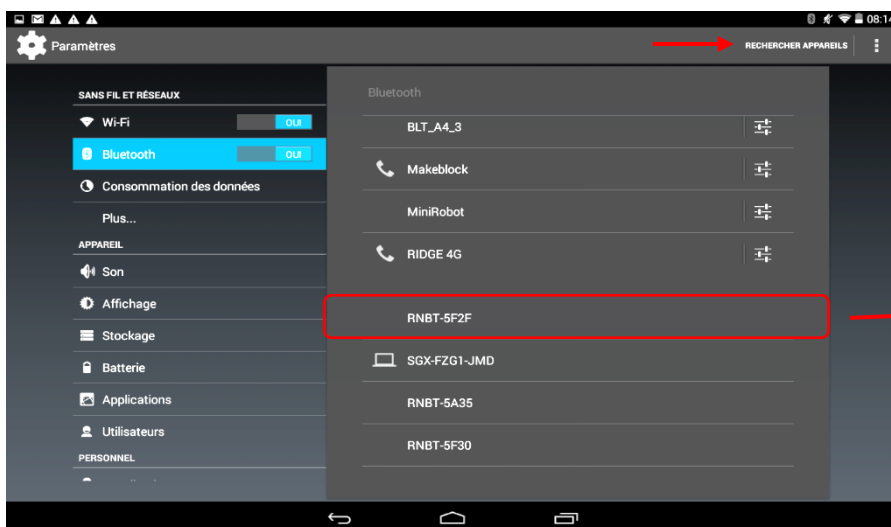 08:14
Paramètres
RECHERCHER APPAREILS
SANS FIL ET RÉSEAUX
Wi-Fi
OUI
Bluetooth
OUI
Consommation des données
Plus...
APPAREIL
Son
Affichage
Stockage
Batterie
Applications
Utilisateurs
PERSONNEL
Bluetooth
BLT_A4_3
Makeblock
MiniRobot
RIDGE 4G
RNBT-5F2F
SGX-FZG1-JMD
RNBT-5A35
RNBT-5F30